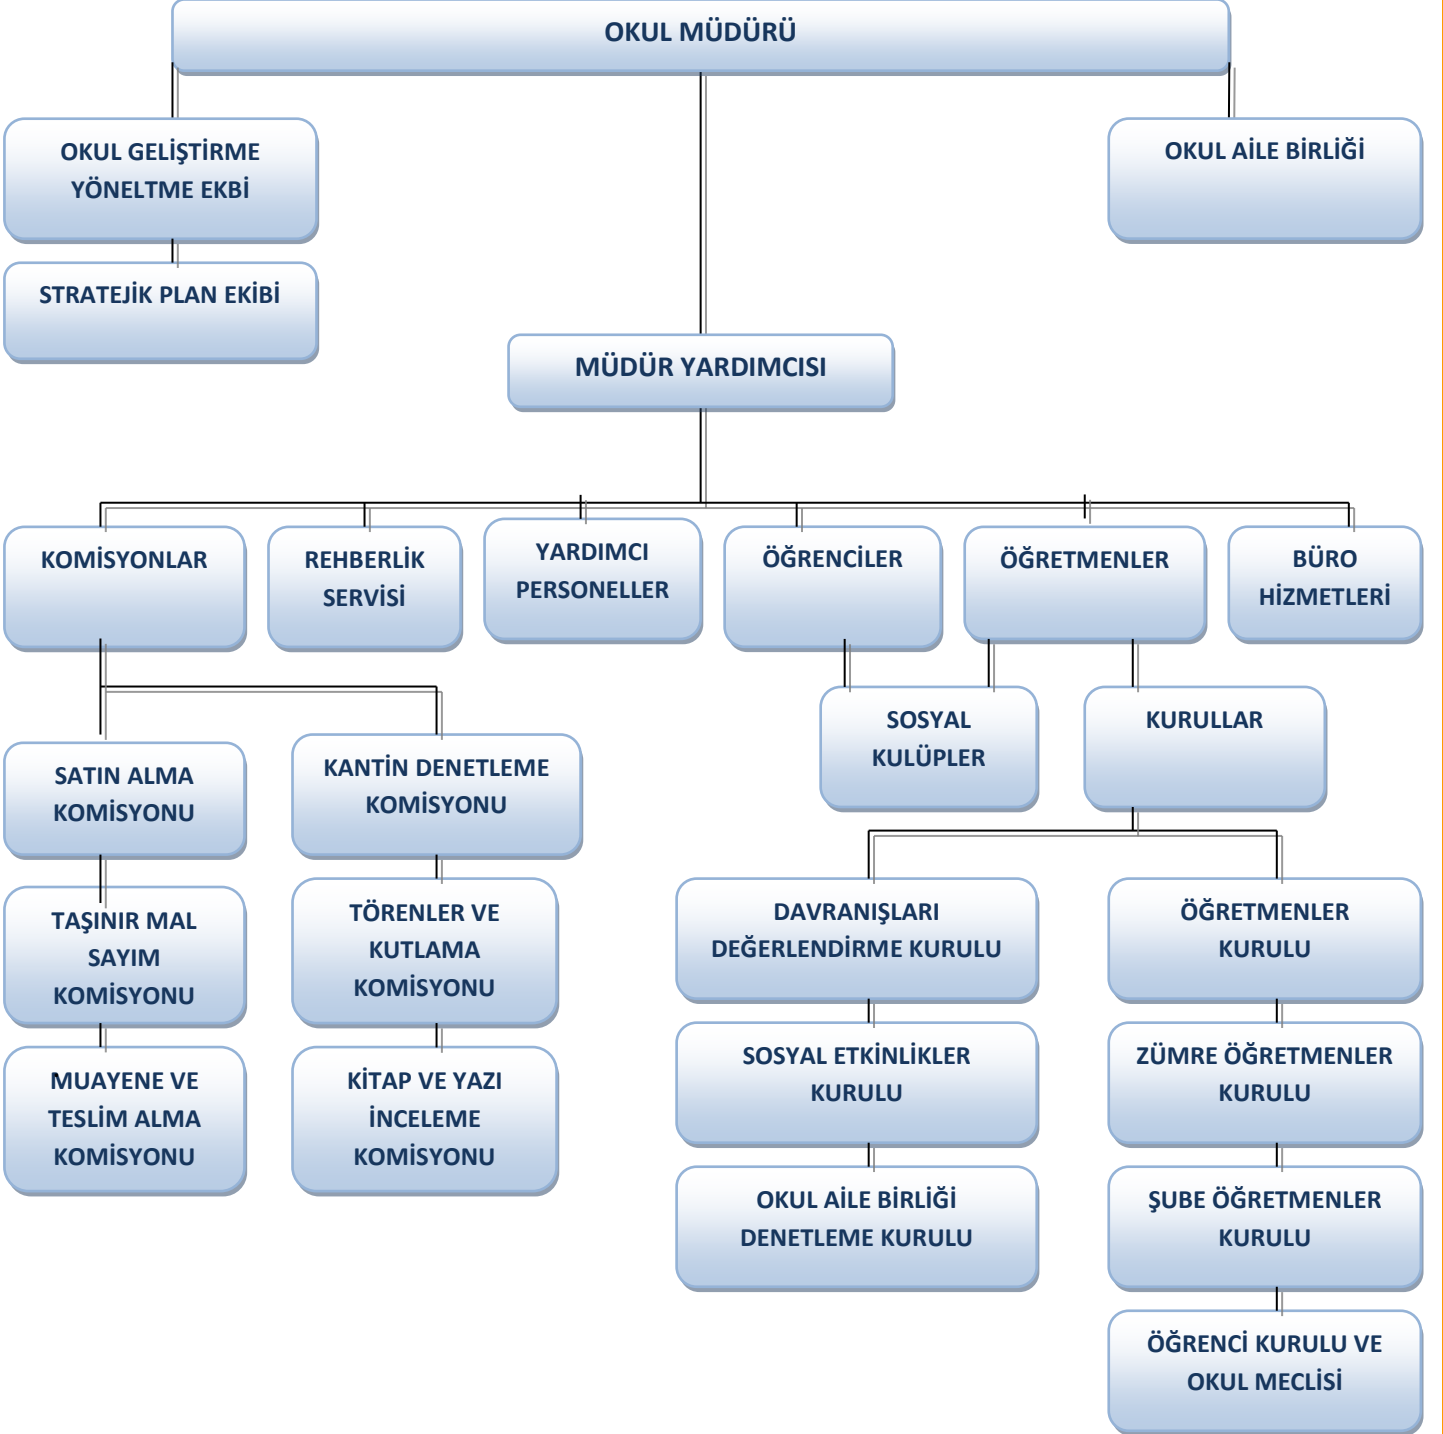 OKUL MÜDÜRÜ
OKUL GELİŞTİRME
YÖNELTME EKBİ
OKUL AİLE BİRLİĞİ
STRATEJİK PLAN EKİBİ
MÜDÜR YARDIMCISI
KOMİSYONLAR
REHBERLİK
SERVİSİ
YARDIMCI
PERSONELLER
ÖĞRENCİLER
ÖĞRETMENLER
BÜRO
HİZMETLERİ
SOSYAL
KULÜPLER
KURULLAR
SATIN ALMA
KOMİSYONU
KANTİN DENETLEME
KOMİSYONU
TAŞINIR MAL
SAYIM
KOMİSYONU
TÖRENLER VE
KUTLAMA
KOMİSYONU
DAVRANIŞLARI
DEĞERLENDİRME KURULU
ÖĞRETMENLER
KURULU
MUAYENE VE
TESLİM ALMA
KOMİSYONU
KİTAP VE YAZI
İNCELEME
KOMİSYONU
SOSYAL ETKİNLİKLER
KURULU
ZÜMRE ÖĞRETMENLER
KURULU
OKUL AİLE BİRLİĞİ
DENETLEME KURULU
ŞUBE ÖĞRETMENLER
KURULU
ÖĞRENCİ KURULU VE
OKUL MECLİSİ